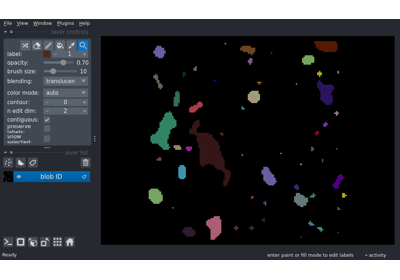 File View Window Plugins Help
layer controls
label: 1
opacity: 0.70
brush size: 10
blending: translucen
color mode: auto
contour: 0
n edit dim: 2
contiguous:
preserve
labels:
show
selected:
layer list
blob ID
Ready
enter paint or fill mode to edit labels
activity